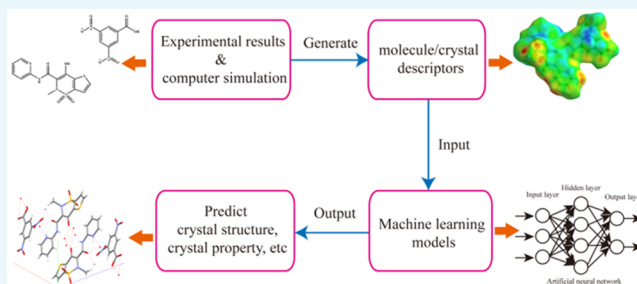 Experimental results
&
computer simulation
Generate
molecule/crystal
descriptors
Input
Predict
crystal structure,
crystal property, etc
Output
Machine learning
models
Hidden layer
Input layer
Output layer
Artificial neural network